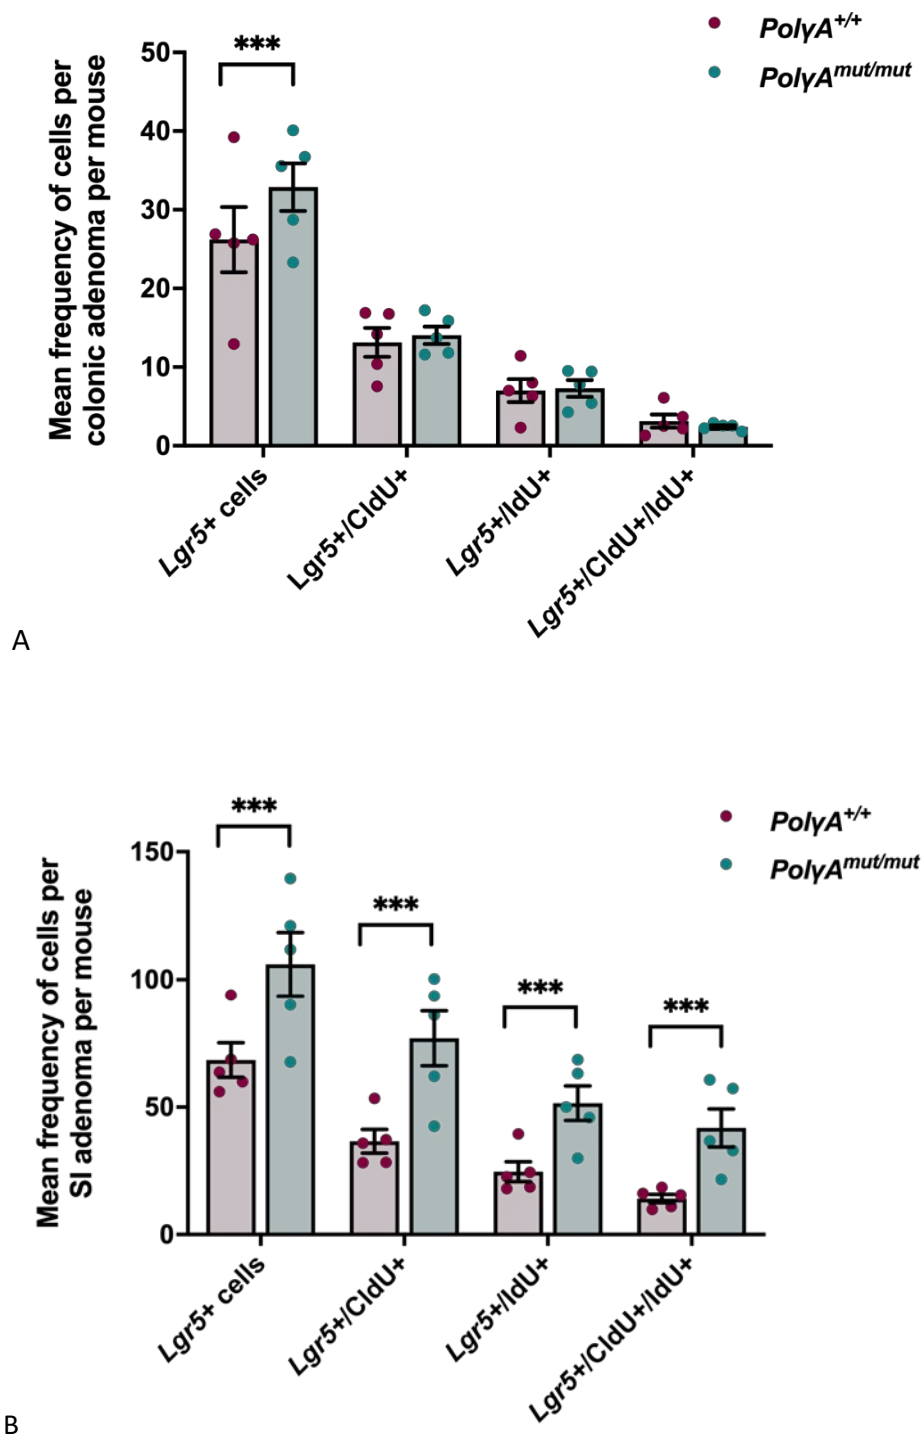 PolγA+/+
PolγAmut/mut
***
Mean frequency of cells per
colonic adenoma per mouse
50
40
30
20
10
0
Lgr5+ cells
Lgr5+/CldU+
Lgr5+/IdU+
Lgr5+/CldU+/IdU+
A
PolγA+/+
PolγAmut/mut
***
***
***
***
Mean frequency of cells per
SI adenoma per mouse
150
100
50
0
Lgr5+ cells
Lgr5+/CldU+
Lgr5+/IdU+
Lgr5+/CldU+/IdU+
B